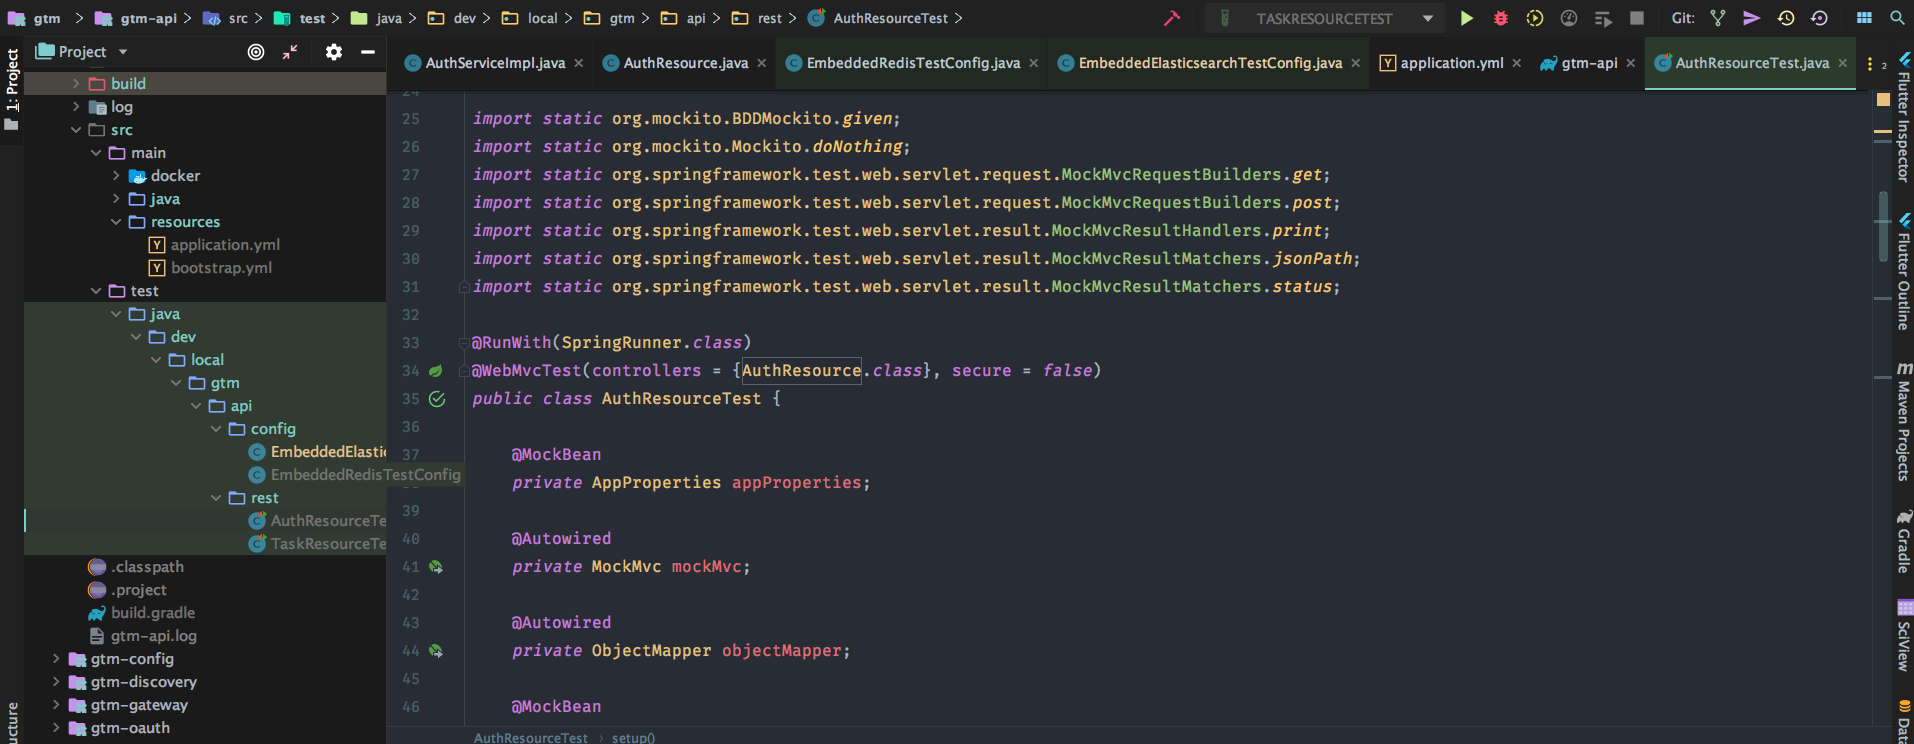 gtm gtm-api src test java dev local gtm api rest AuthResourceTest TASKRESOURCETEST Git:
1: Project
Project
AuthServiceImpl.java AuthResource.java EmbeddedRedisTestConfig.java EmbeddedElasticsearchTestConfig.java application.yml gtm-api AuthResourceTest.java 2
build
log
src
main
docker
java
resources
application.yml
bootstrap.yml
test
java
dev
local
gtm
api
config
EmbeddedElastic
EmbeddedRedisTestConfig
rest
AuthResourceTe
TaskResourceTe
.classpath
.project
build.gradle
gtm-api.log
gtm-config
gtm-discovery
gtm-gateway
gtm-oauth
ucture
25 import static org.mockito.BDDMockito.given;
26 import static org.mockito.Mockito.doNothing;
27 import static org.springframework.test.web.servlet.request.MockMvcRequestBuilders.get;
28 import static org.springframework.test.web.servlet.request.MockMvcRequestBuilders.post;
29 import static org.springframework.test.web.servlet.result.MockMvcResultHandlers.print;
30 import static org.springframework.test.web.servlet.result.MockMvcResultMatchers.jsonPath;
31 import static org.springframework.test.web.servlet.result.MockMvcResultMatchers.status;
32
33 @RunWith(SpringRunner.class)
34 @WebMvcTest(controllers = {AuthResource.class}, secure = false)
35 public class AuthResourceTest {
36
37 @MockBean
private AppProperties appProperties;
39
40 @Autowired
41 private MockMvc mockMvc;
42
43 @Autowired
44 private ObjectMapper objectMapper;
45
46 @MockBean
AuthResourceTest › setup()
Flutter Inspector
Flutter Outline
m Maven Projects
Gradle
SciView
Data